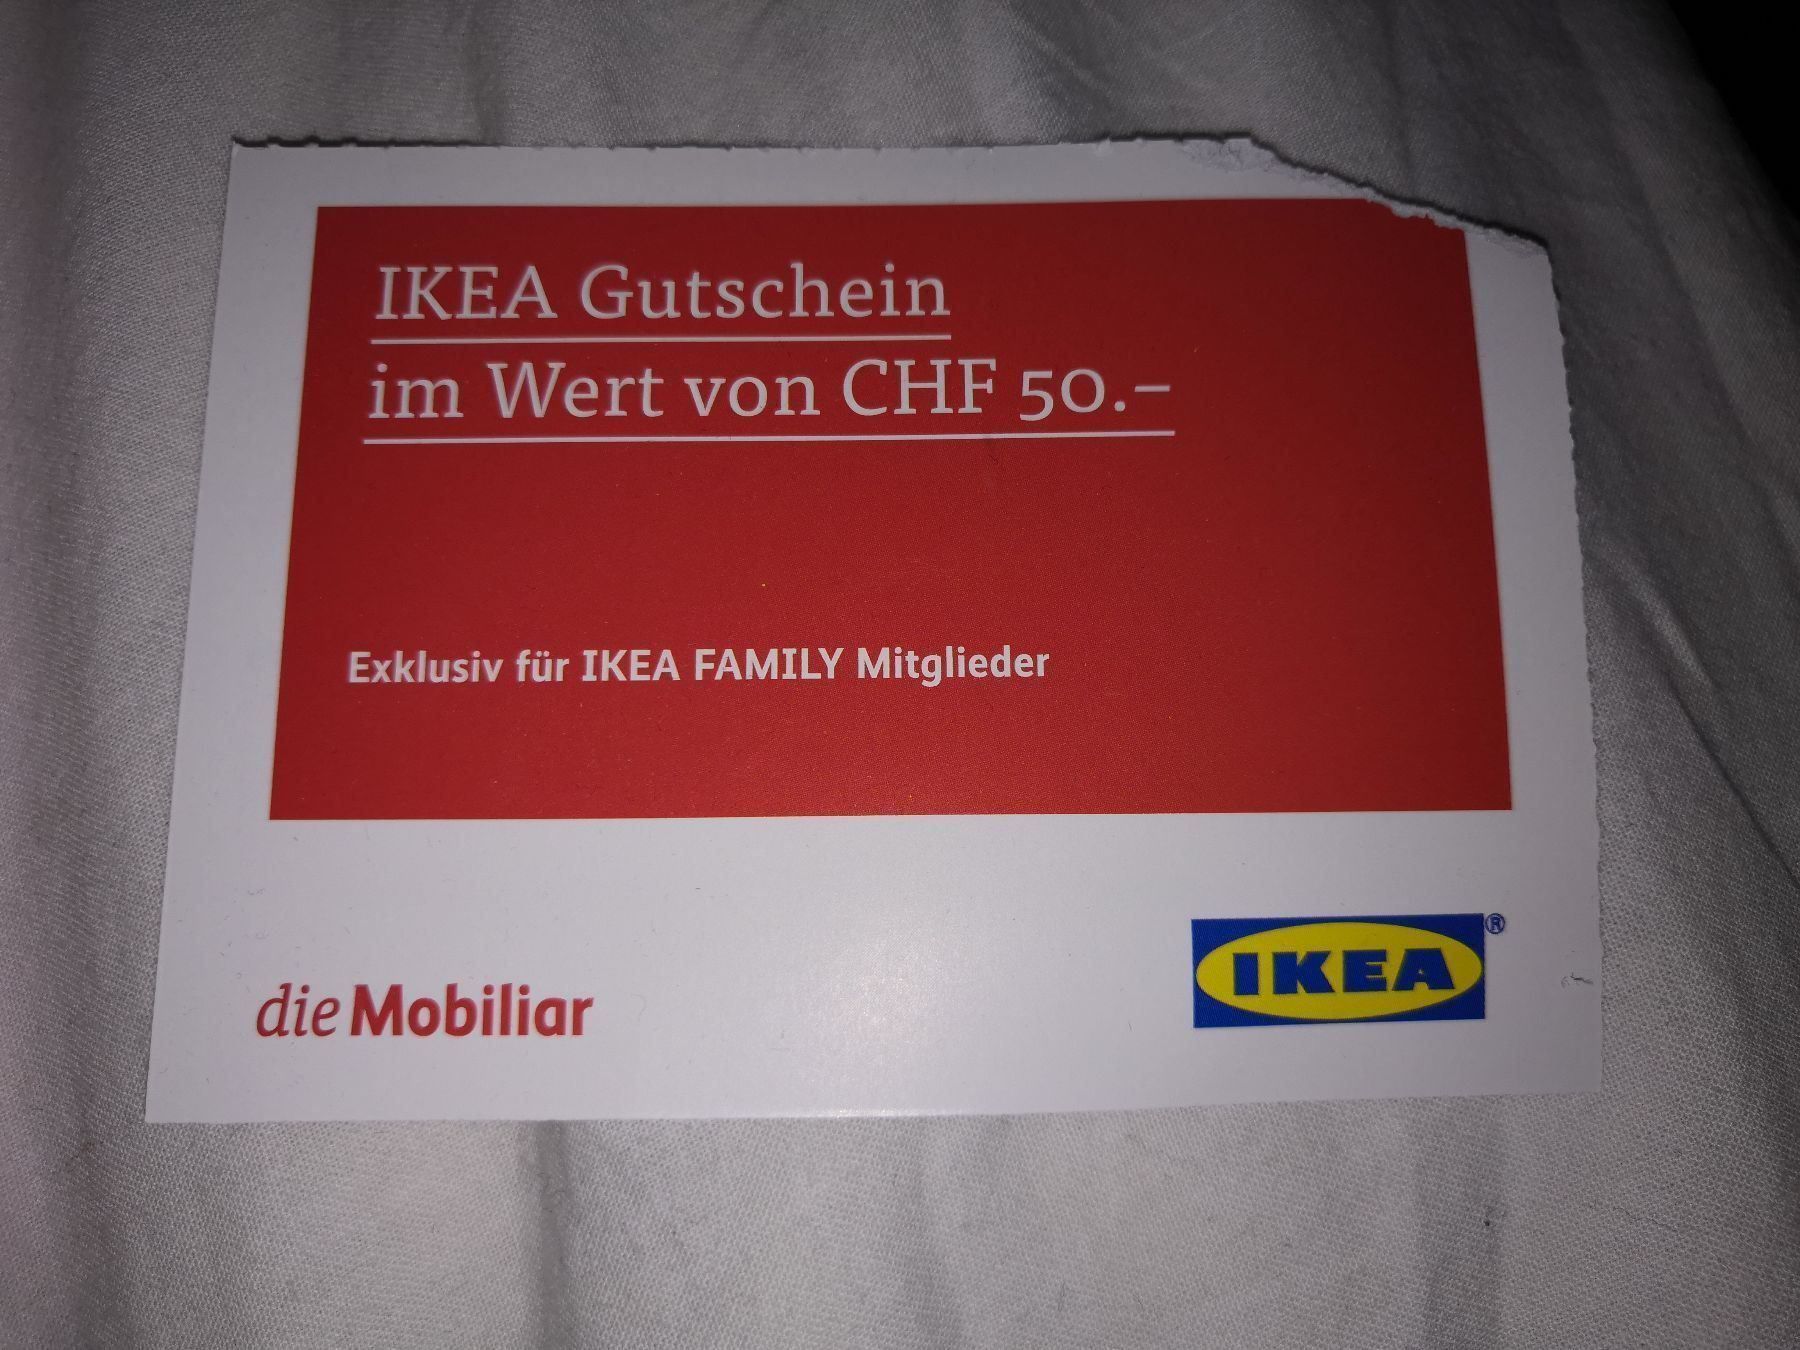 IKEA Gutschein
im Wert von CHF 50.–
Exklusiv für IKEA FAMILY Mitglieder
die Mobiliar
IKEA®